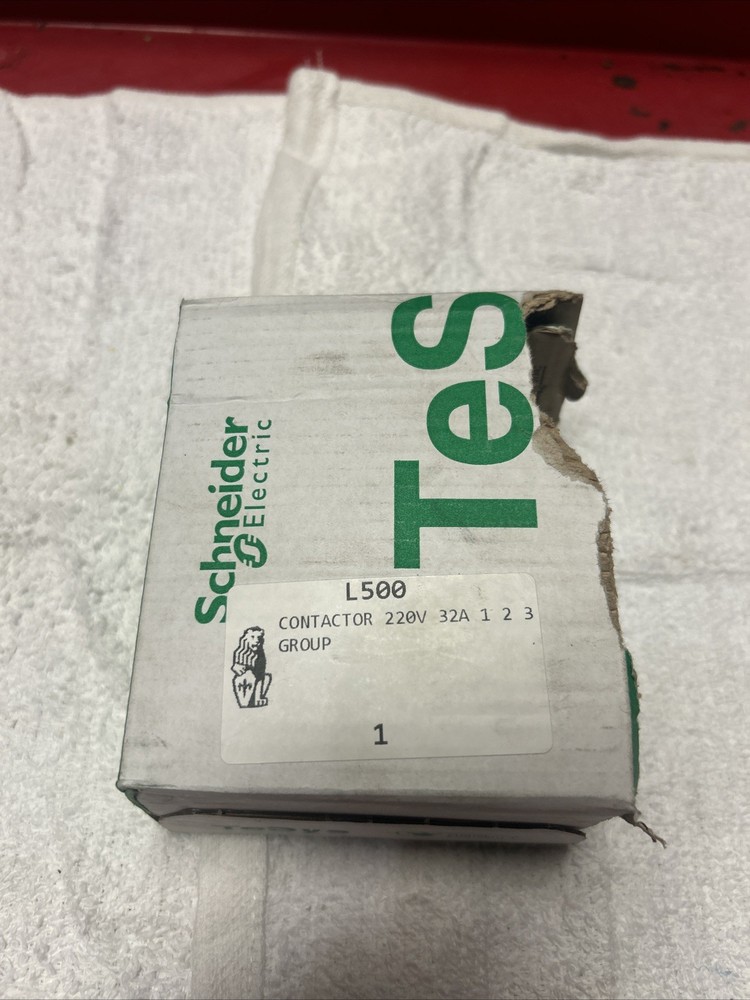 TeS
Schneider
Electric
L500
CONTACTOR 220V 32A 1 2 3
GROUP
1